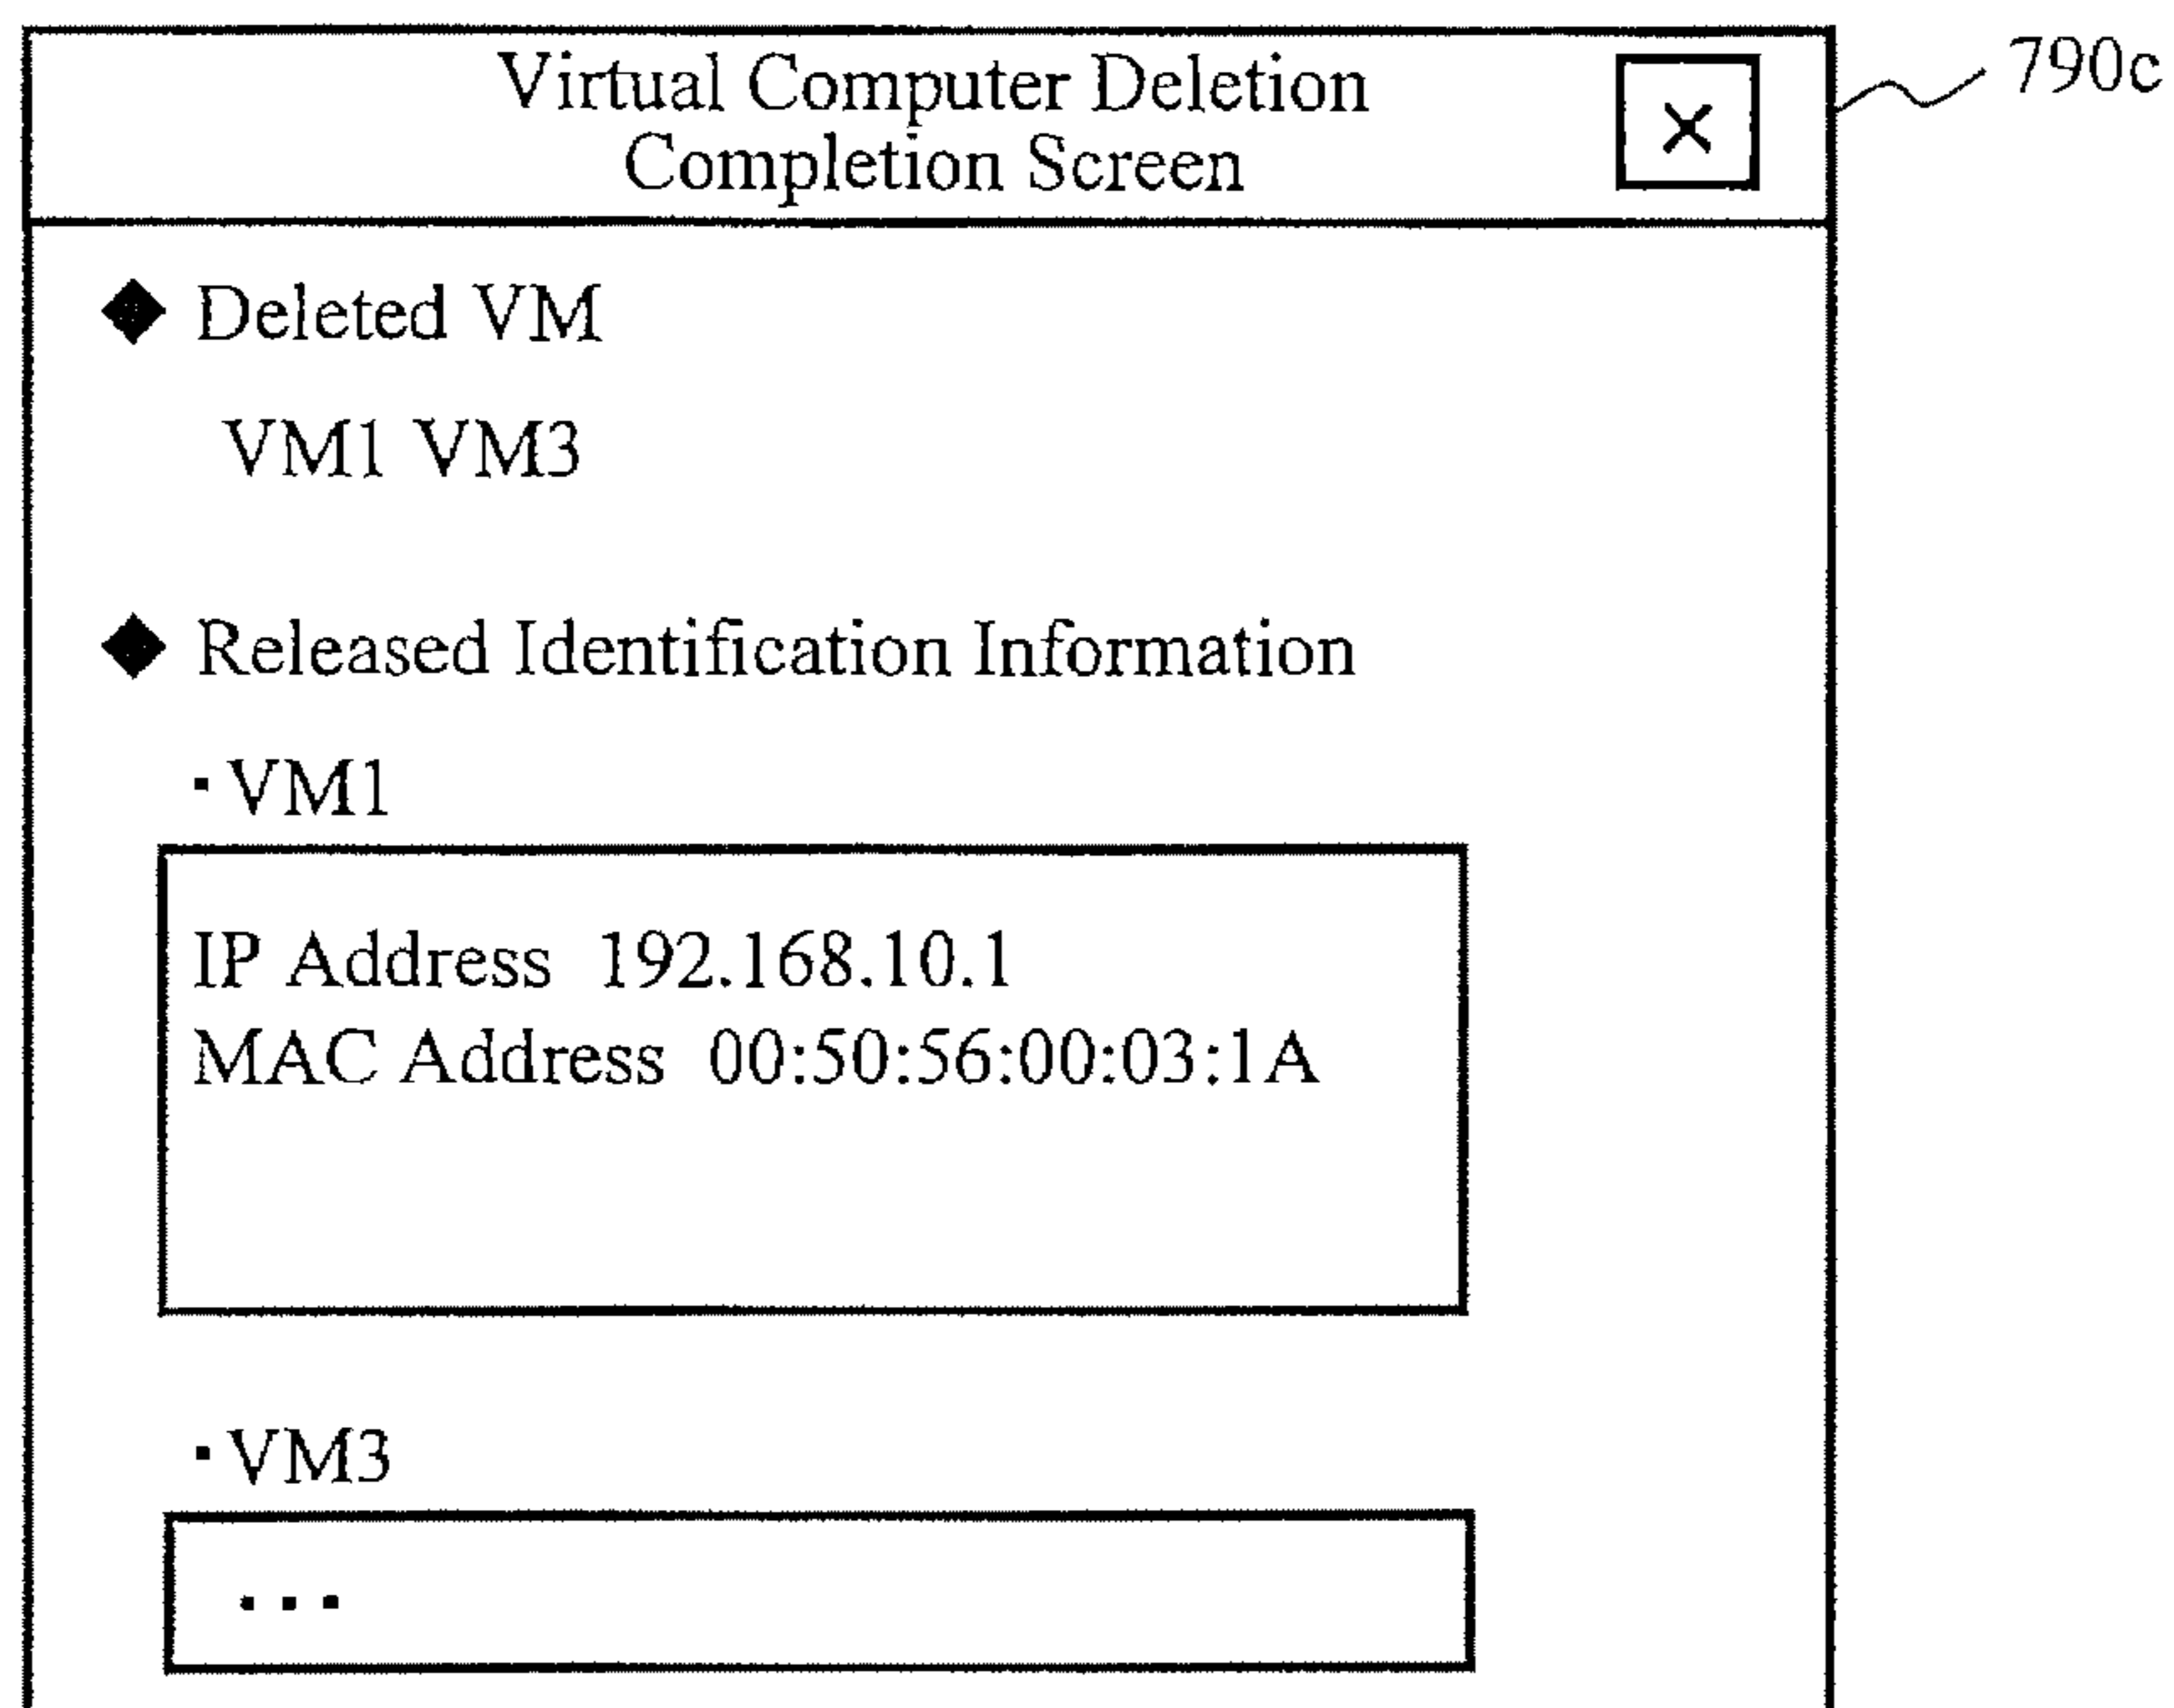 Virtual Computer Deletion
Completion Screen
×
790c
◆ Deleted VM
VM1 VM3
◆ Released Identification Information
▪ VM1
IP Address 192.168.10.1
MAC Address 00:50:56:00:03:1A
▪ VM3
...